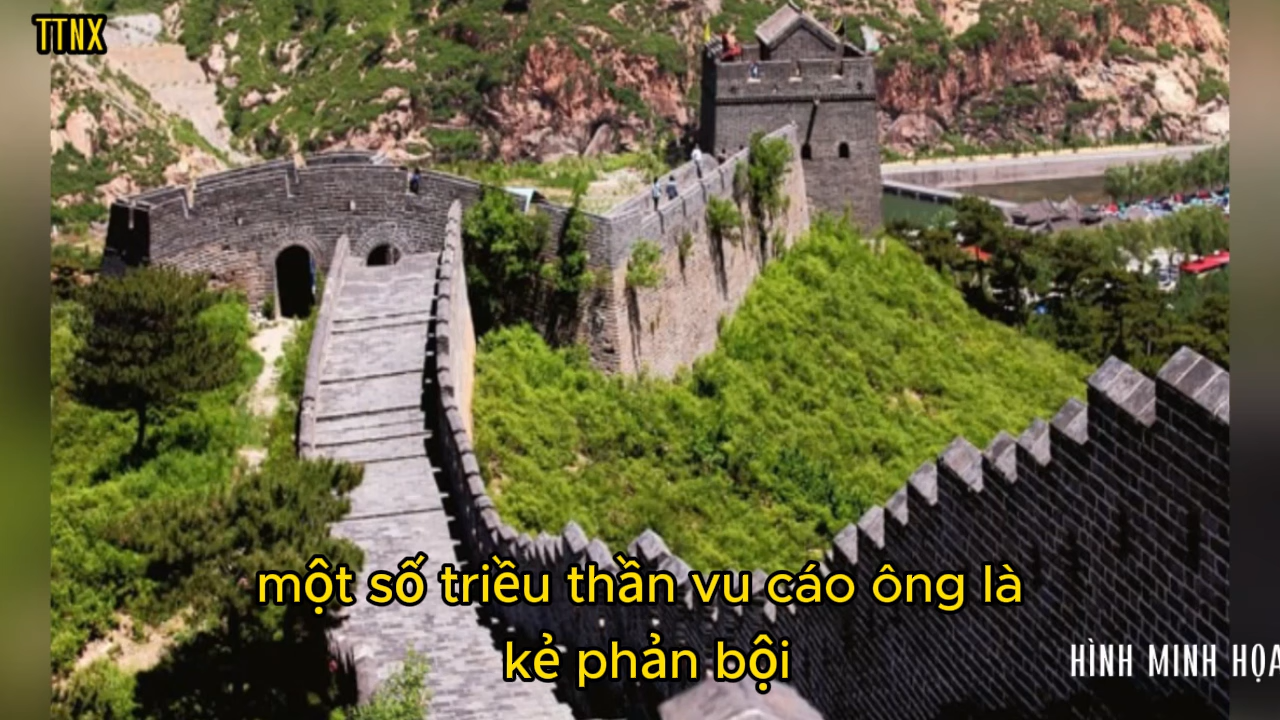 TTNX
một số triều thần vu cáo ông là
kẻ phản bội
HÌNH MINH HỌA